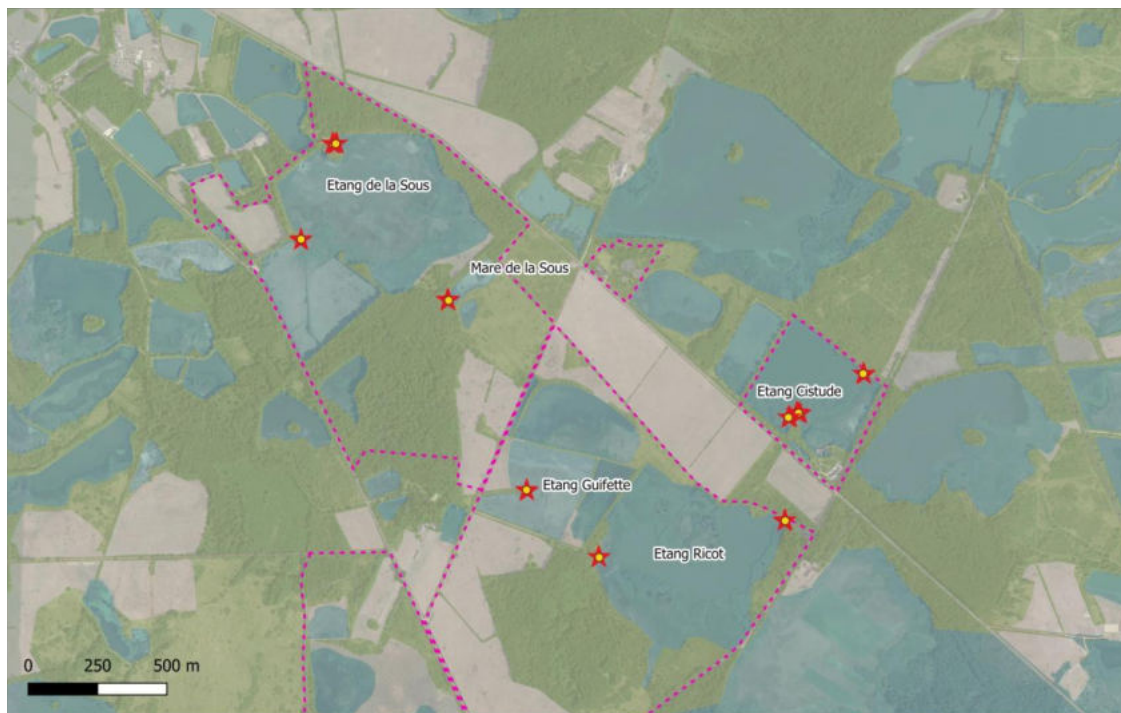 Etang de la Sous
Mare de la Sous
Etang Cistude
Etang Guifette
Etang Ricot
0 250 500 m